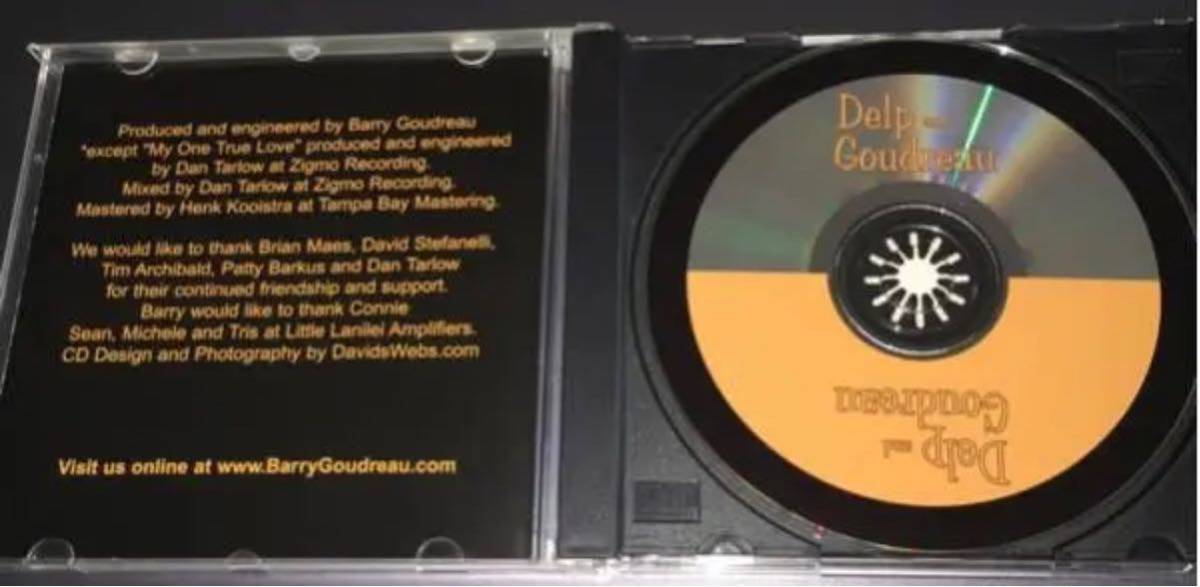 Produced and engineered by Barry Goudreau
*except "My One True Love" produced and engineered
by Dan Tarlow at Zigmo Recording.
Mixed by Dan Tarlow at Zigmo Recording.
Mastered by Henk Kooistra at Tampa Bay Mastering.
We would like to thank Brian Maes, David Stefanelli,
Tim Archibald, Patty Barkus and Dan Tarlow
for their continued friendship and support.
Barry would like to thank Connie
Sean, Michele and Tris at Little Lanilei Amplifiers.
CD Design and Photography by DavidsWebs.com
Visit us online at www.BarryGoudreau.com
Delp and
Goudreau
Delp and
Goudreau